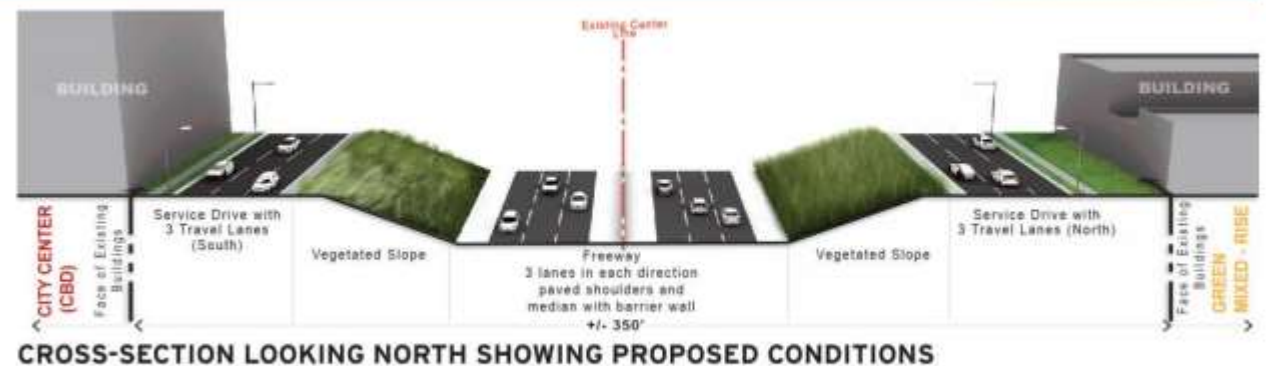 Existing Center
Line
BUILDING
BUILDING
CITY CENTER
(CBD)
Face of Existing
Buildings
Service Drive with
3 Travel Lanes
(South)
Vegetated Slope
Freeway
3 lanes in each direction
paved shoulders and
median with barrier wall
+/- 350'
Vegetated Slope
Service Drive with
3 Travel Lanes (North)
Face of Existing
Buildings
GREEN
MIXED - RISE
CROSS-SECTION LOOKING NORTH SHOWING PROPOSED CONDITIONS